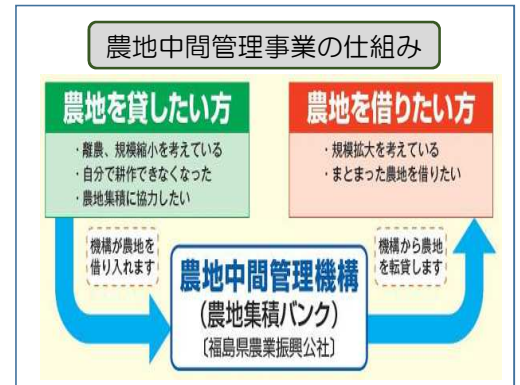 農地中間管理事業の仕組み
農地を貸したい方
・離農、規模縮小を考えている
・自分で耕作できなくなった
・農地集積に協力したい
農地を借りたい方
・規模拡大を考えている
・まとまった農地を借りたい
機構が農地を
借り入れます
農地中間管理機構
(農地集積バンク)
〔福島県農業振興公社〕
機構から農地
を転貸します